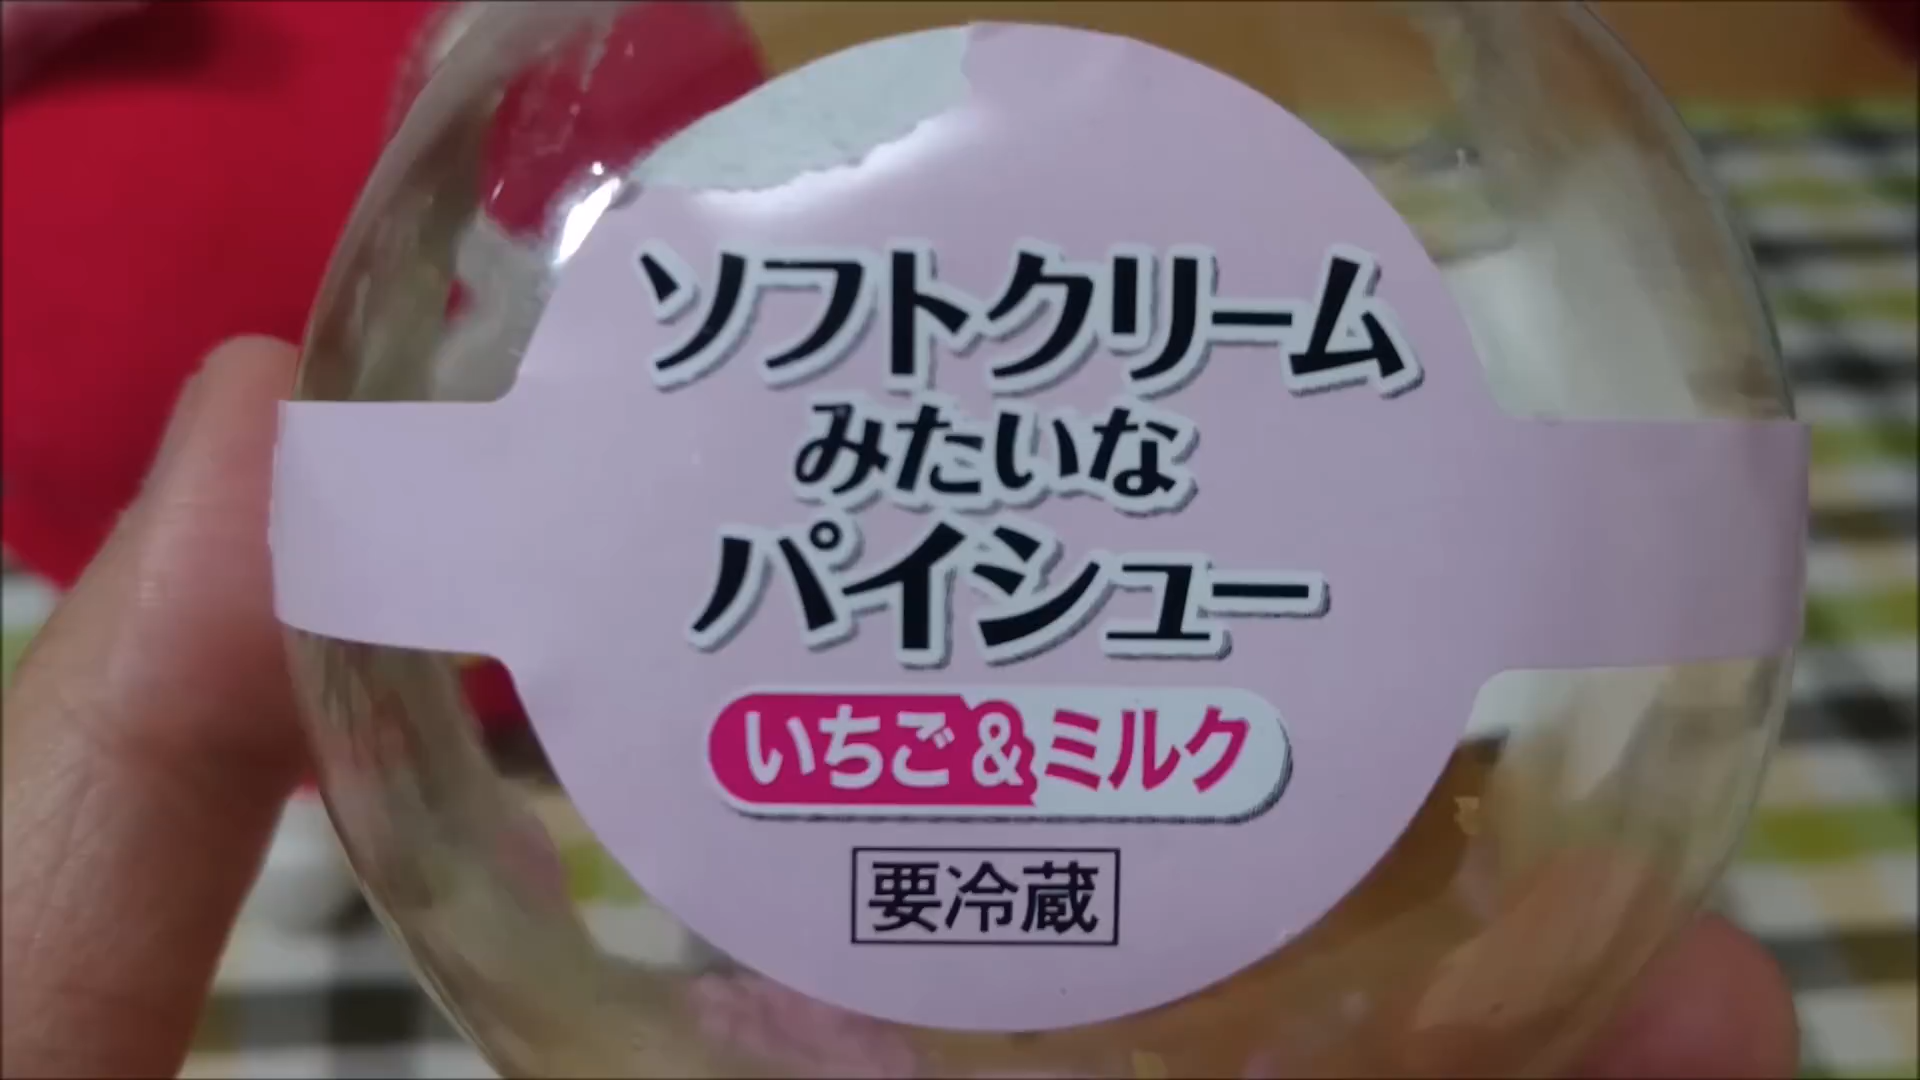 ソフトクリーム
みたいな
パイシュー
いちご&ミルク
要冷蔵